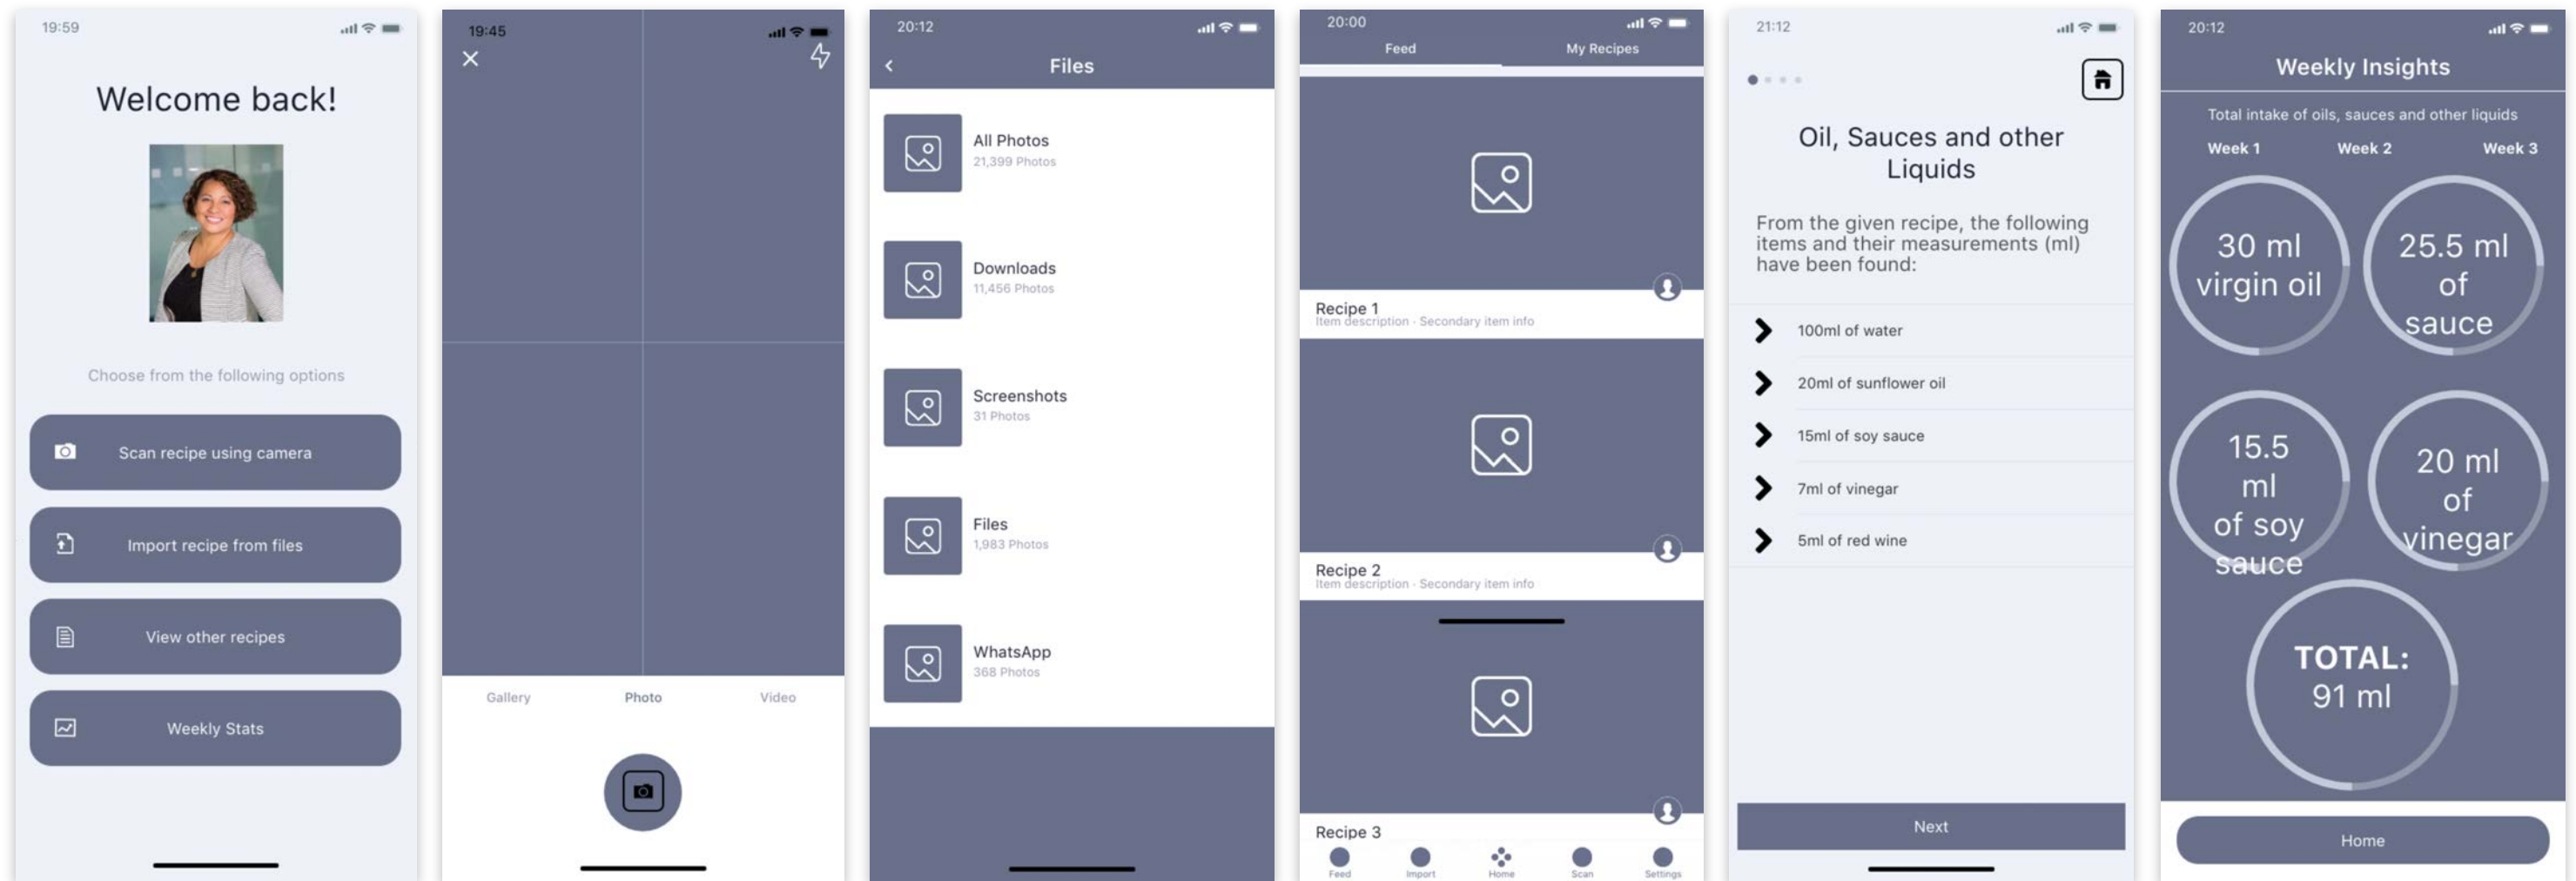 19:59
Welcome back!
Choose from the following options
Scan recipe using camera
Import recipe from files
View other recipes
Weekly Stats
19:45
Gallery
Photo
Video
20:12
Files
All Photos
21,399 Photos
Downloads
11,456 Photos
Screenshots
31 Photos
Files
1,983 Photos
WhatsApp
368 Photos
20:00
Feed
My Recipes
Recipe 1
Item description · Secondary item info
Recipe 2
Item description · Secondary item info
Recipe 3
Feed
Import
Home
Scan
Settings
21:12
Oil, Sauces and other
Liquids
From the given recipe, the following
items and their measurements (ml)
have been found:
100ml of water
20ml of sunflower oil
15ml of soy sauce
7ml of vinegar
5ml of red wine
Next
20:12
Weekly Insights
Total intake of oils, sauces and other liquids
Week 1
Week 2
Week 3
30 ml
virgin oil
25.5 ml
of
sauce
15.5
ml
of soy
sauce
20 ml
of
vinegar
TOTAL:
91 ml
Home